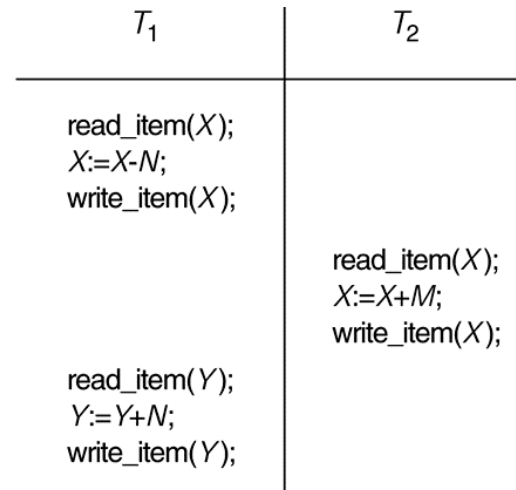 T1 T2
read_item(X);
X:=X-N;
write_item(X);
read_item(X);
X:=X+M;
write_item(X);
read_item(Y);
Y:=Y+N;
write_item(Y);